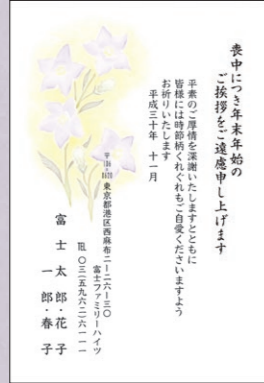 喪中につき年末年始の
ご挨拶をご遠慮申し上げます
平素のご厚情を深謝いたしますとともに
皆様には時節柄くれぐれもご自愛くださいますよう
お祈りいたします
平成三十年 十一月
東京都港区西麻布二ー二六ー三〇
富士ファミリーハイツ
℡ 〇三(五九六二)六一一一
富士太郎・花子
一郎・春子